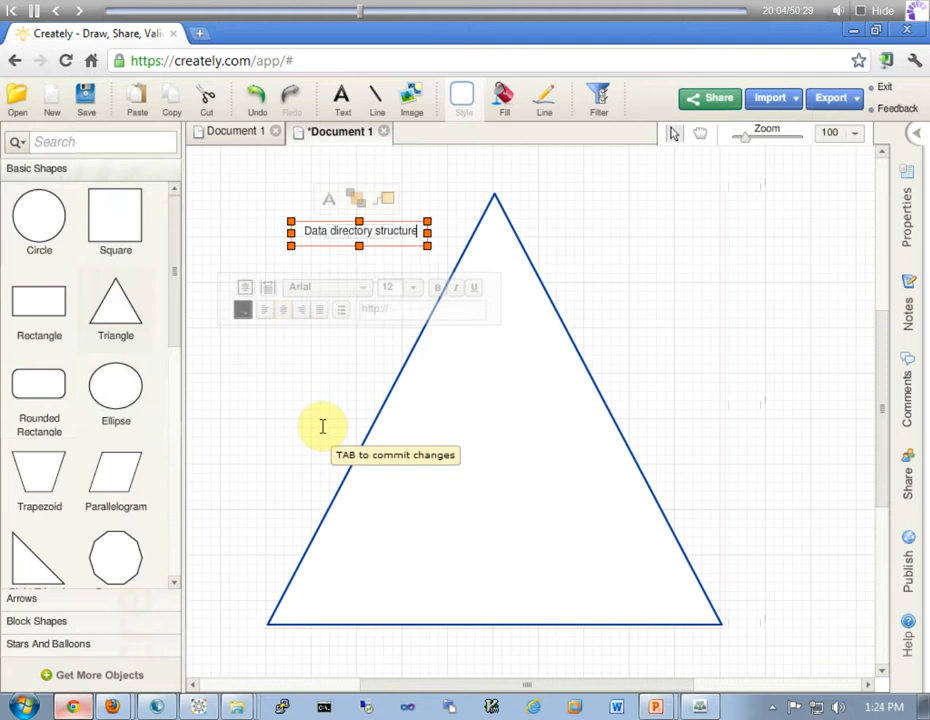 20:04/50:29
Hide
Creately - Draw, Share, Vali
https://creately.com/app/#
Open
New
Save
Paste
Copy
Cut
Undo
Redo
Text
Line
Image
Style
Fill
Line
Filter
Share
Import
Export
Exit
Feedback
Search
Document 1
*Document 1
Zoom
100
Basic Shapes
Circle
Square
Rectangle
Triangle
Rounded
Rectangle
Ellipse
Trapezoid
Parallelogram
Arrows
Block Shapes
Stars And Balloons
Get More Objects
A
Data directory structure
Arial
12
B
I
U
http://
TAB to commit changes
Properties
Notes
Comments
Share
Publish
Help
1:24 PM